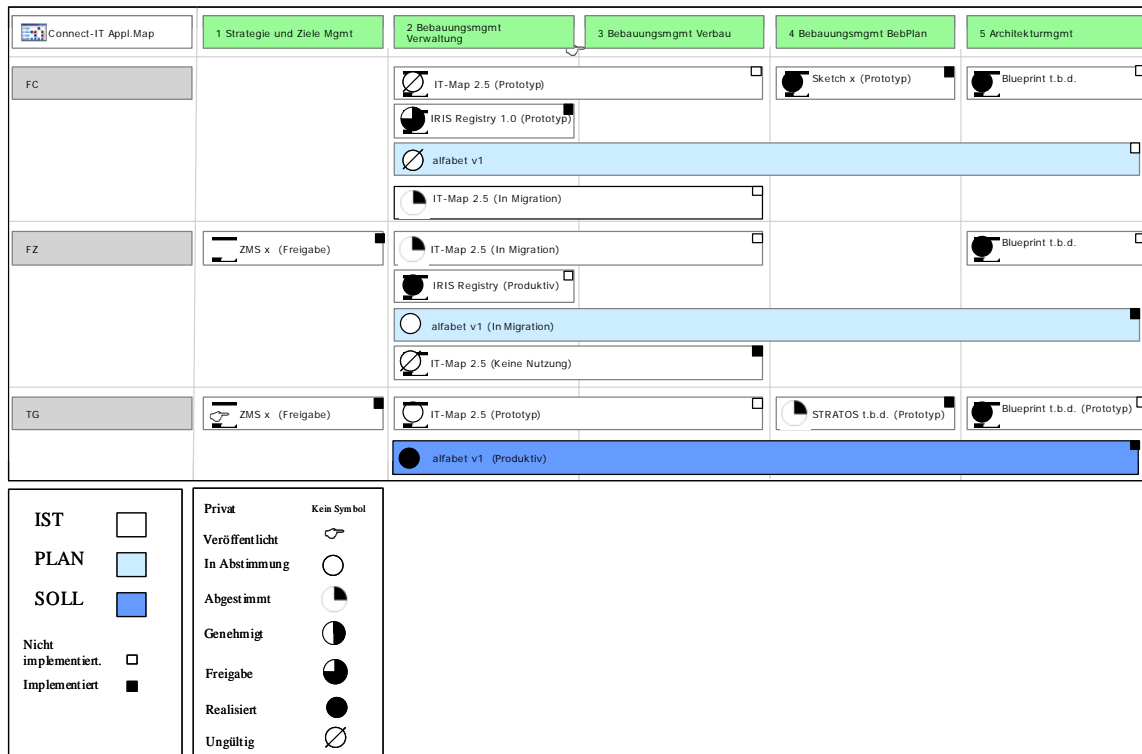 Connect-IT Appl.Map
1 Strategie und Ziele Mgmt
2 Bebauungsmgmt
Verwaltung
3 Bebauungsmgmt Verbau
4 Bebauungsmgmt BebPlan
5 Architekturmgmt
FC
IT-Map 2.5 (Prototyp)
Sketch x (Prototyp)
Blueprint t.b.d.
IRIS Registry 1.0 (Prototyp)
alfabet v1
IT-Map 2.5 (In Migration)
FZ
ZMS x (Freigabe)
IT-Map 2.5 (In Migration)
Blueprint t.b.d.
IRIS Registry (Produktiv)
alfabet v1 (In Migration)
IT-Map 2.5 (Keine Nutzung)
TG
ZMS x (Freigabe)
IT-Map 2.5 (Prototyp)
STRATOS t.b.d. (Prototyp)
Blueprint t.b.d. (Prototyp)
alfabet v1 (Produktiv)
IST
PLAN
SOLL
Nicht
implementiert.
Implementiert
Privat Kein Symbol
Veröffentlicht
In Abstimmung
Abgestimmt
Genehmigt
Freigabe
Realisiert
Ungültig